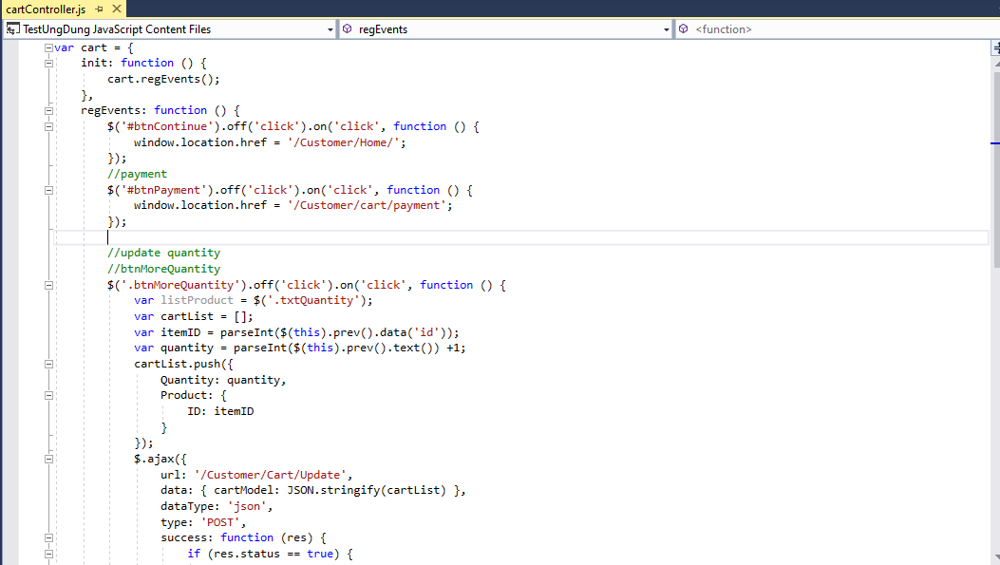 cartController.js
TestUngDung JavaScript Content Files
regEvents
<function>
var cart = {
    init: function () {
        cart.regEvents();
    },
    regEvents: function () {
        $('#btnContinue').off('click').on('click', function () {
            window.location.href = '/Customer/Home/';
        });
        //payment
        $('#btnPayment').off('click').on('click', function () {
            window.location.href = '/Customer/cart/payment';
        });

        //update quantity
        //btnMoreQuantity
        $('.btnMoreQuantity').off('click').on('click', function () {
            var listProduct = $('.txtQuantity');
            var cartList = [];
            var itemID = parseInt($(this).prev().data('id'));
            var quantity = parseInt($(this).prev().text()) +1;
            cartList.push({
                Quantity: quantity,
                Product: {
                    ID: itemID
                }
            });
            $.ajax({
                url: '/Customer/Cart/Update',
                data: { cartModel: JSON.stringify(cartList) },
                dataType: 'json',
                type: 'POST',
                success: function (res) {
                    if (res.status == true) {